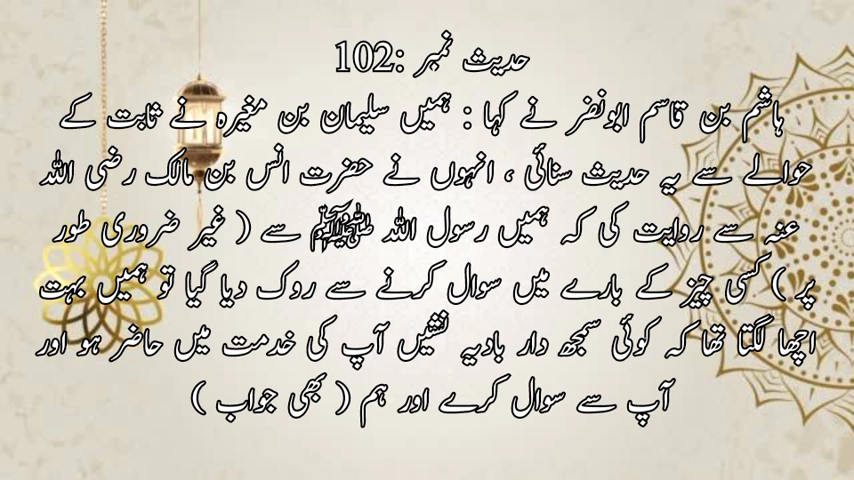 حدیث نمبر :102
ہاشم بن قاسم ابونضر نے کہا : ہمیں سلیمان بن مغیرہ نے ثابت کے
حوالے سے یہ حدیث سنائی ، انہوں نے حضرت انس بن مالک رضی اللہ
عنہ سے روایت کی کہ ہمیں رسول اللہ ﷺ سے ( غیر ضروری طور
پر ) کسی چیز کے بارے میں سوال کرنے سے روک دیا گیا تو ہمیں بہت
اچھا لگتا تھا کہ کوئی سمجھ دار بادیہ نشیں آپ کی خدمت میں حاضر ہو اور
آپ سے سوال کرے اور ہم ( بھی جواب )